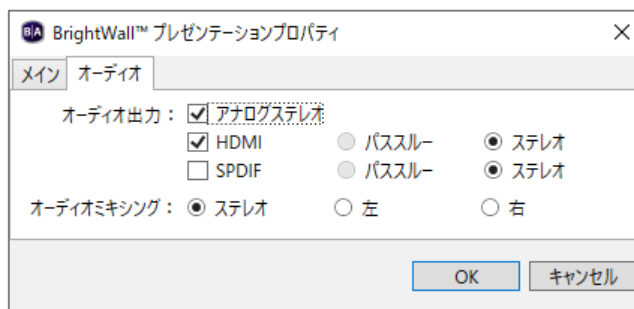 B|A BrightWall™ プレゼンテーションプロパティ
メイン オーディオ
オーディオ出力： アナログステレオ
HDMI パススルー ステレオ
SPDIF パススルー ステレオ
オーディオミキシング： ステレオ 左 右
OK キャンセル